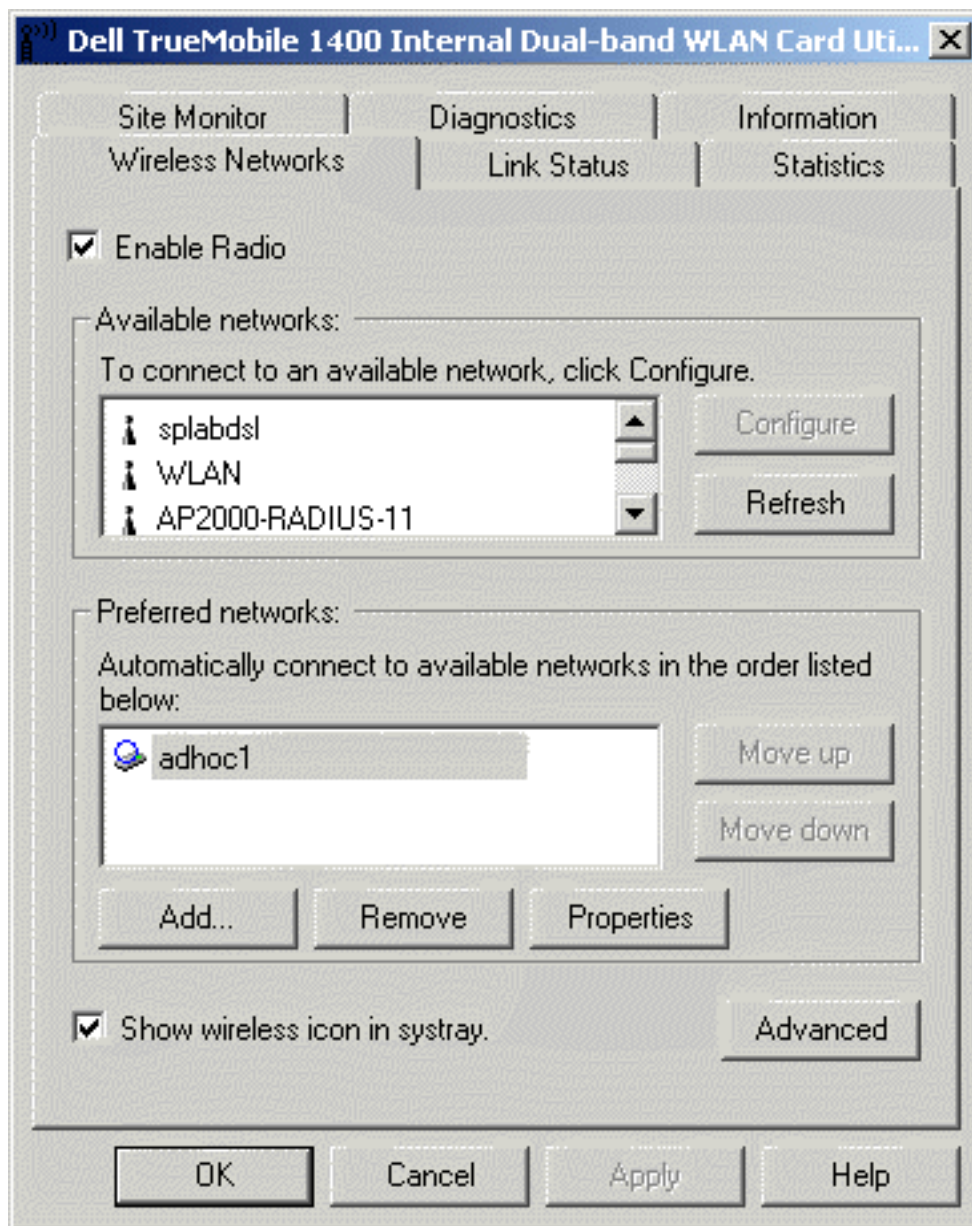 Dell TrueMobile 1400 Internal Dual-band WLAN Card Uti...
Site Monitor
Diagnostics
Information
Wireless Networks
Link Status
Statistics
Enable Radio
Available networks:
To connect to an available network, click Configure.
splabdsl
WLAN
AP2000-RADIUS-11
Configure
Refresh
Preferred networks:
Automatically connect to available networks in the order listed
below:
adhoc1
Move up
Move down
Add...
Remove
Properties
Show wireless icon in systray.
Advanced
OK
Cancel
Apply
Help